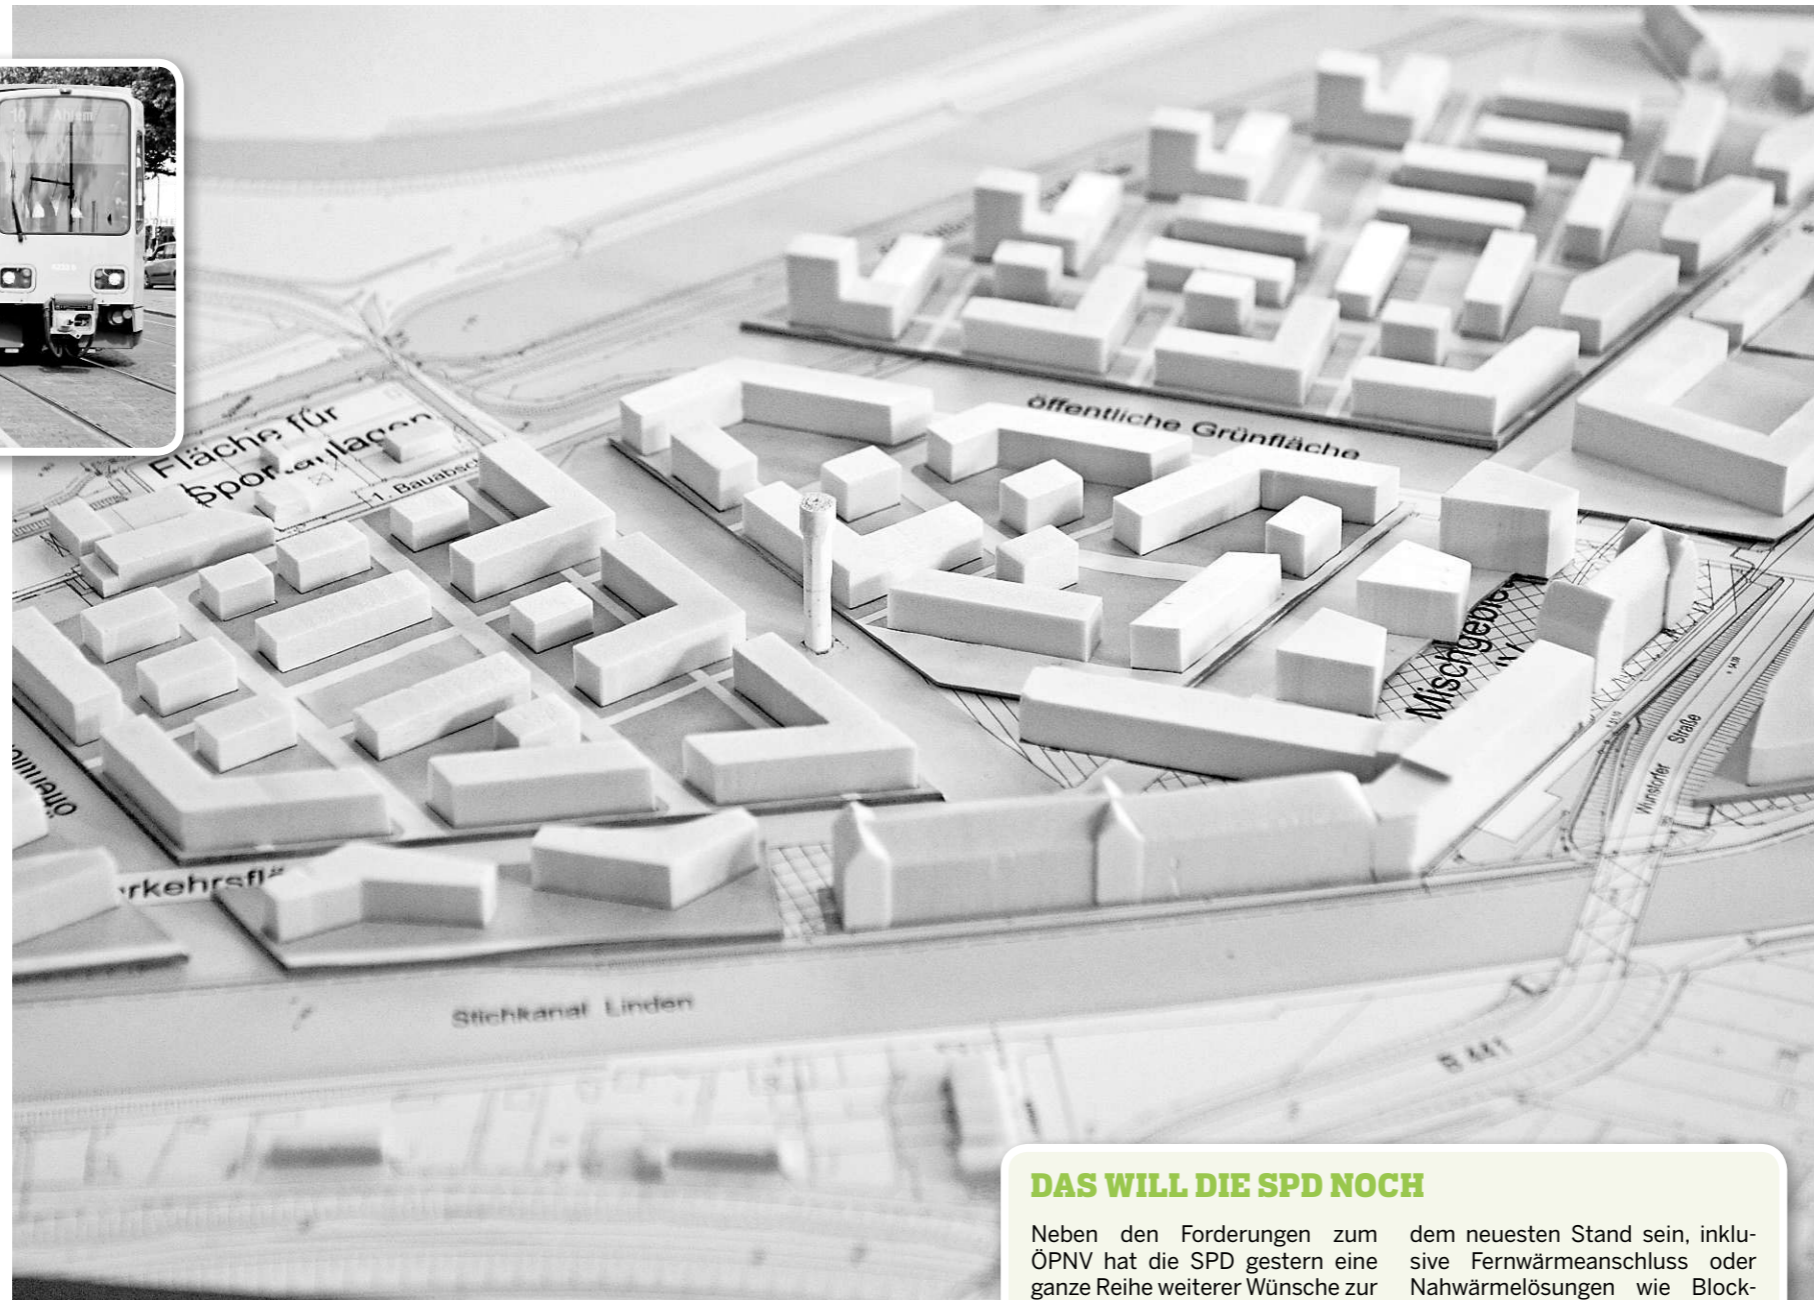 10 Ahlem
Fläche für
Sportanlagen
1. Bauabsc
öffentliche Grünfläche
Mischgebiet
Wunstorfer Straße
rkehrsflä
Stichkanal Linden
B 441
DAS WILL DIE SPD NOCH
Neben den Forderungen zum
ÖPNV hat die SPD gestern eine
ganze Reihe weiterer Wünsche zur
dem neuesten Stand sein, inklu-
sive Fernwärmeanschluss oder
Nahwärmelösungen wie Block-